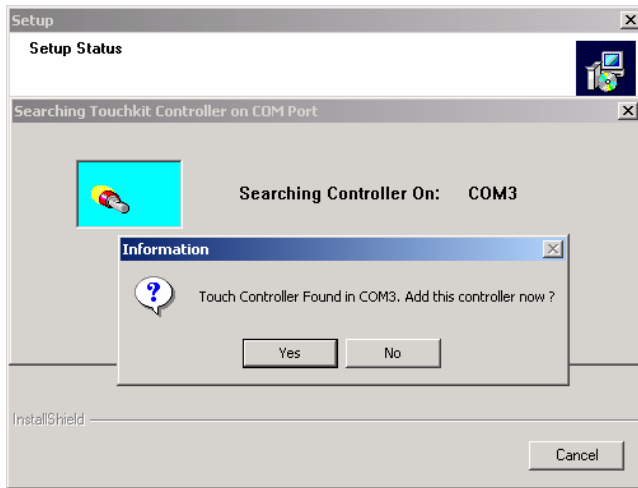 Setup
Setup Status
Searching Touchkit Controller on COM Port
Searching Controller On: COM3
Information
Touch Controller Found in COM3. Add this controller now ?
Yes No
InstallShield
Cancel